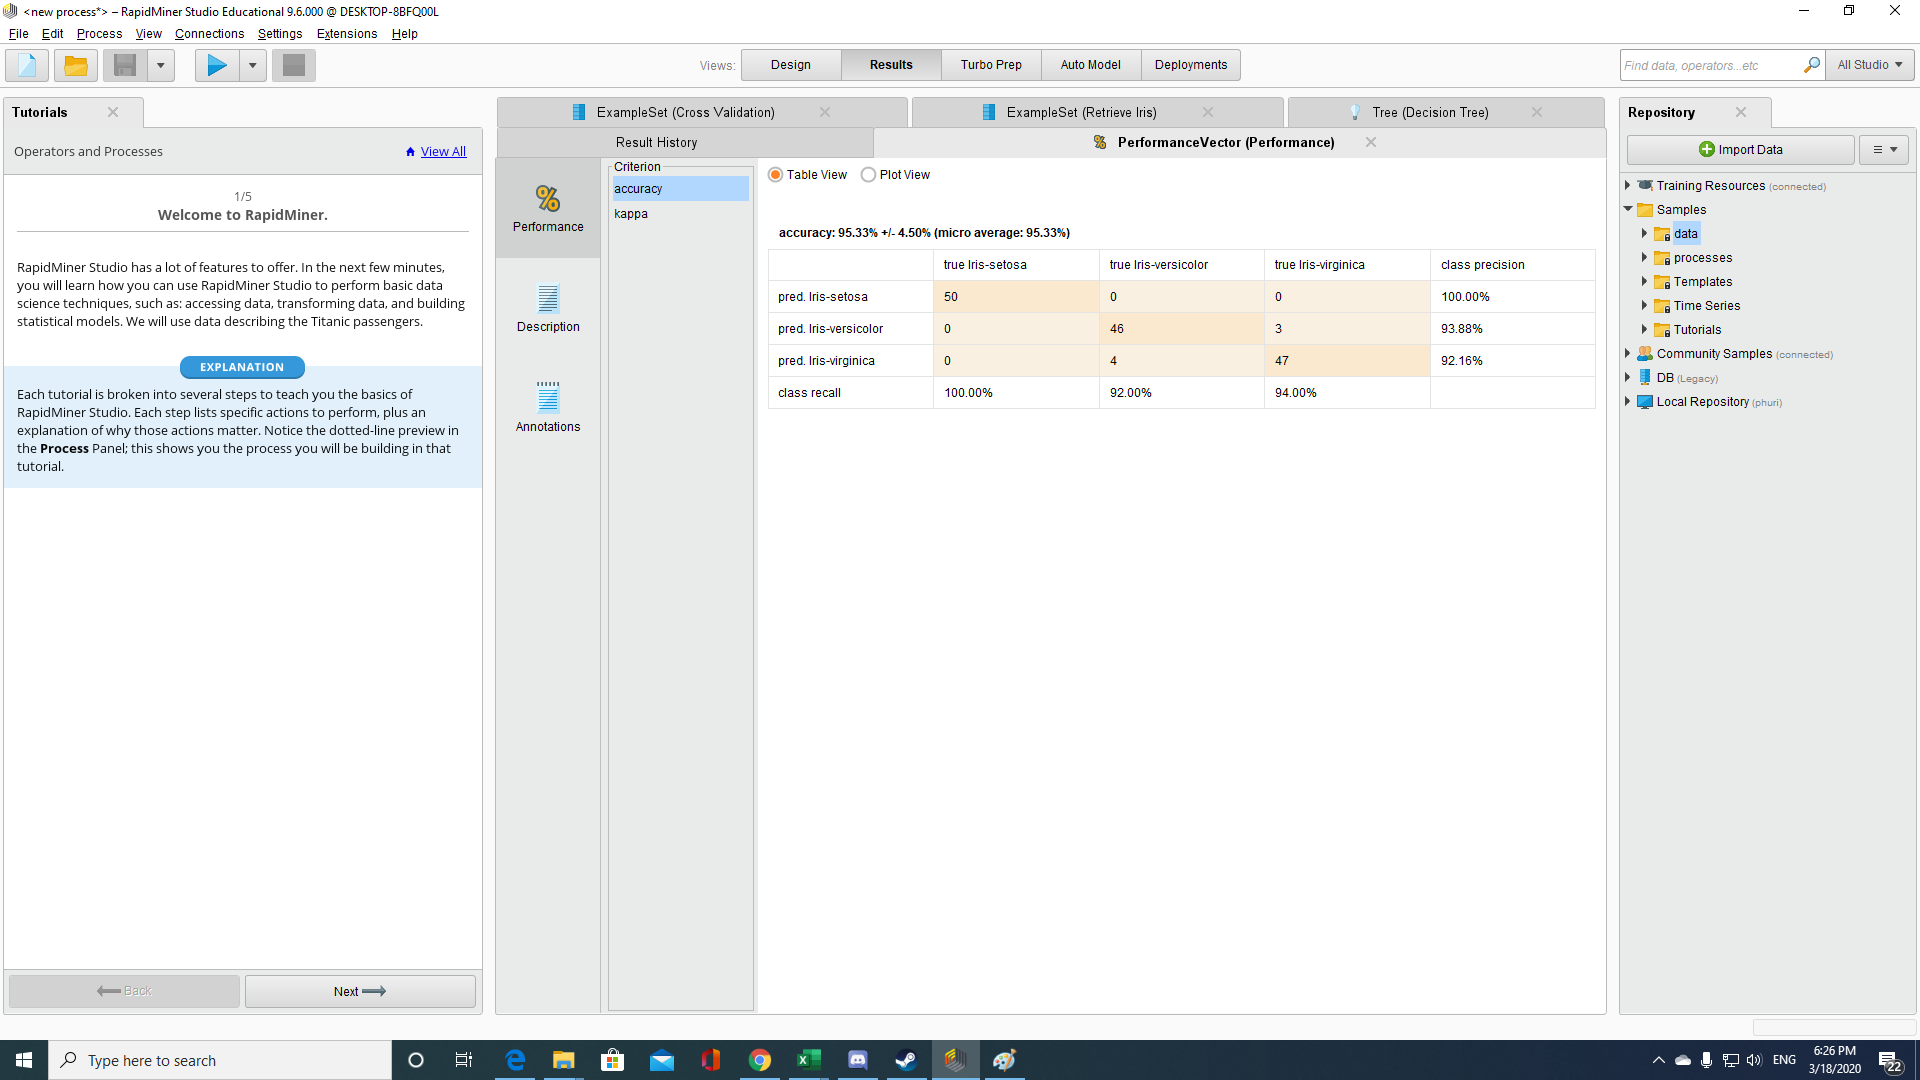 <new process*> – RapidMiner Studio Educational 9.6.000 @ DESKTOP-8BFQ00L
File Edit Process View Connections Settings Extensions Help
Views: Design Results Turbo Prep Auto Model Deployments
Find data, operators...etc
All Studio
Tutorials
Operators and Processes
View All
1/5
Welcome to RapidMiner.
RapidMiner Studio has a lot of features to offer. In the next few minutes,
you will learn how you can use RapidMiner Studio to perform basic data
science techniques, such as: accessing data, transforming data, and building
statistical models. We will use data describing the Titanic passengers.
EXPLANATION
Each tutorial is broken into several steps to teach you the basics of
RapidMiner Studio. Each step lists specific actions to perform, plus an
explanation of why those actions matter. Notice the dotted-line preview in
the Process Panel; this shows you the process you will be building in that
tutorial.
Back
Next
ExampleSet (Cross Validation)
ExampleSet (Retrieve Iris)
Tree (Decision Tree)
Result History
PerformanceVector (Performance)
%
Performance
Description
Annotations
Criterion
accuracy
kappa
Table View
Plot View
accuracy: 95.33% +/- 4.50% (micro average: 95.33%)
true Iris-setosa true Iris-versicolor true Iris-virginica class precision
pred. Iris-setosa 50 0 0 100.00%
pred. Iris-versicolor 0 46 3 93.88%
pred. Iris-virginica 0 4 47 92.16%
class recall 100.00% 92.00% 94.00%
Repository
Import Data
Training Resources (connected)
Samples
data
processes
Templates
Time Series
Tutorials
Community Samples (connected)
DB (Legacy)
Local Repository (phuri)
Type here to search
ENG
6:26 PM
3/18/2020
22